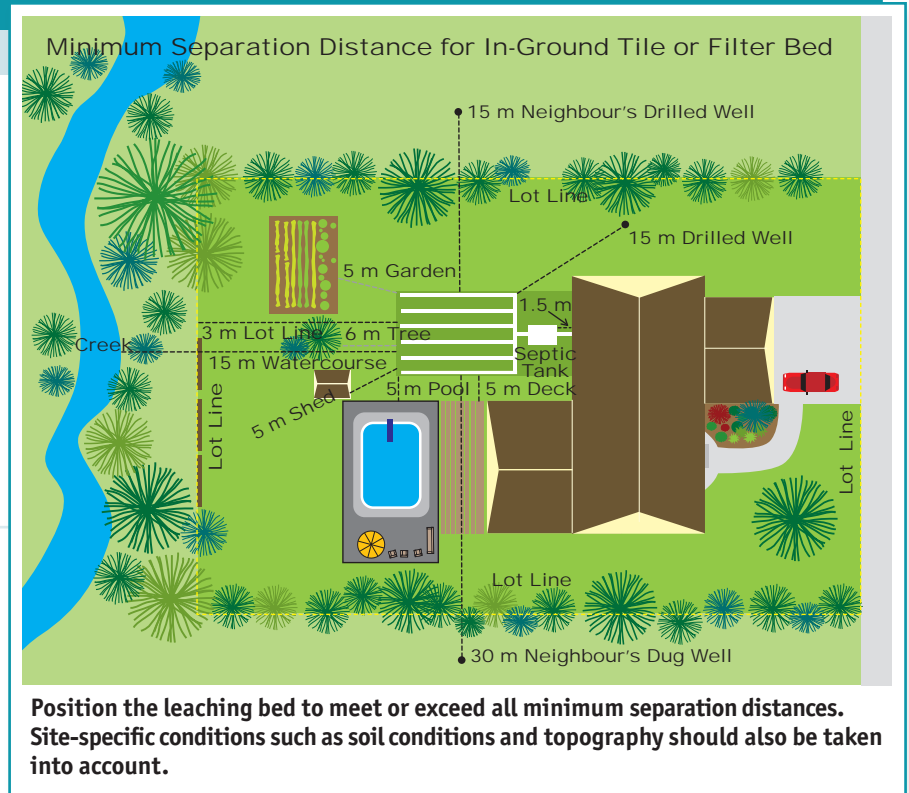 Minimum Separation Distance for In-Ground Tile or Filter Bed
15 m Neighbour's Drilled Well
Lot Line
15 m Drilled Well
5 m Garden
1.5 m
3 m Lot Line
6 m Tree
Creek
15 m Watercourse
Septic
Tank
5 m Pool
5 m Deck
5 m Shed
Lot Line
Lot Line
Lot Line
30 m Neighbour's Dug Well
Position the leaching bed to meet or exceed all minimum separation distances.
Site-specific conditions such as soil conditions and topography should also be taken
into account.